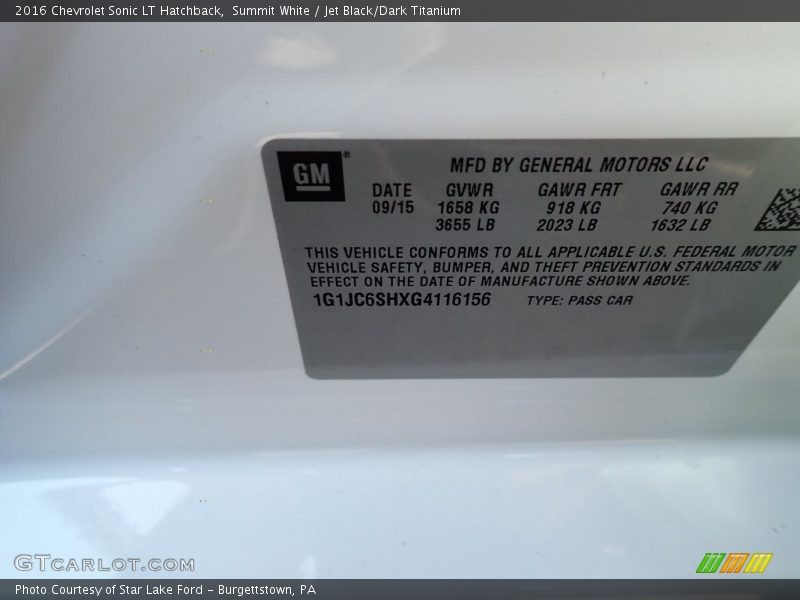 2016 Chevrolet Sonic LT Hatchback, Summit White / Jet Black/Dark Titanium
GM®
MFD BY GENERAL MOTORS LLC
DATE GVWR GAWR FRT GAWR RR
09/15 1658 KG 918 KG 740 KG
3655 LB 2023 LB 1632 LB
THIS VEHICLE CONFORMS TO ALL APPLICABLE U.S. FEDERAL MOTOR
VEHICLE SAFETY, BUMPER, AND THEFT PREVENTION STANDARDS IN
EFFECT ON THE DATE OF MANUFACTURE SHOWN ABOVE.
1G1JC6SHXG4116156 TYPE: PASS CAR
GTCARLOT.COM
Photo Courtesy of Star Lake Ford - Burgettstown, PA